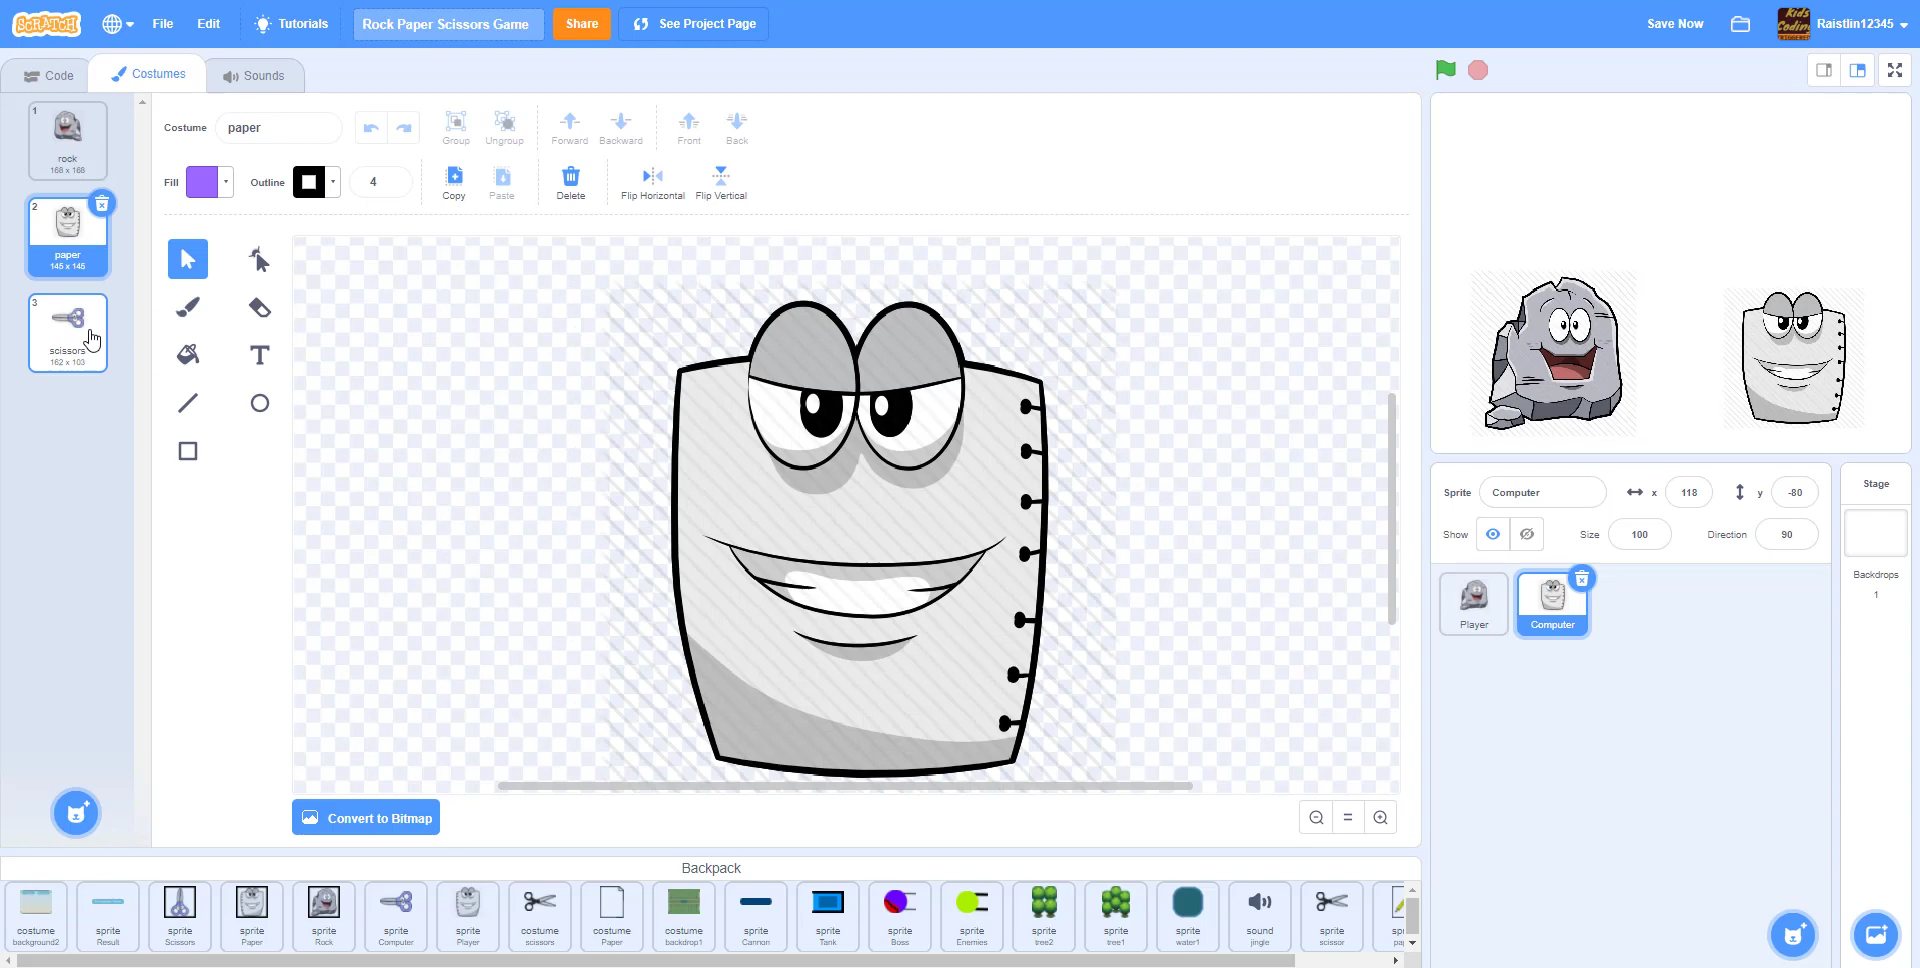 SCRATCH File Edit Tutorials Rock Paper Scissors Game Share See Project Page Save Now Raistlin12345
Code Costumes Sounds
1
rock
168 x 168
2
paper
145 x 145
3
scissors
162 x 103
Costume paper
Group Ungroup Forward Backward Front Back
Fill Outline 4
Copy Paste Delete Flip Horizontal Flip Vertical
T
Convert to Bitmap
Sprite Computer x 118 y -80
Show Size 100 Direction 90
Player Computer
Stage
Backdrops
1
Backpack
costume
background2
sprite
Result
sprite
Scissors
sprite
Paper
sprite
Rock
sprite
Computer
sprite
Player
costume
scissors
costume
Paper
costume
backdrop1
sprite
Cannon
sprite
Tank
sprite
Boss
sprite
Enemies
sprite
tree2
sprite
tree1
sprite
water1
sound
jingle
sprite
scissor